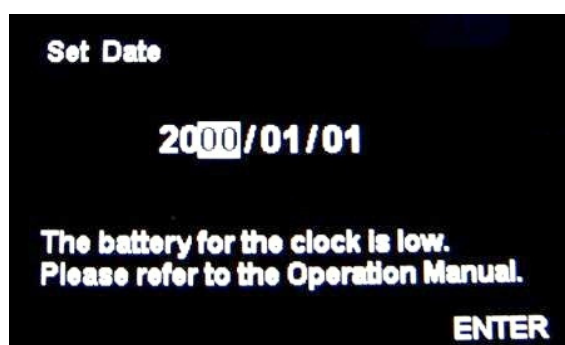 Set Date
2000/01/01
The battery for the clock is low.
Please refer to the Operation Manual.
ENTER